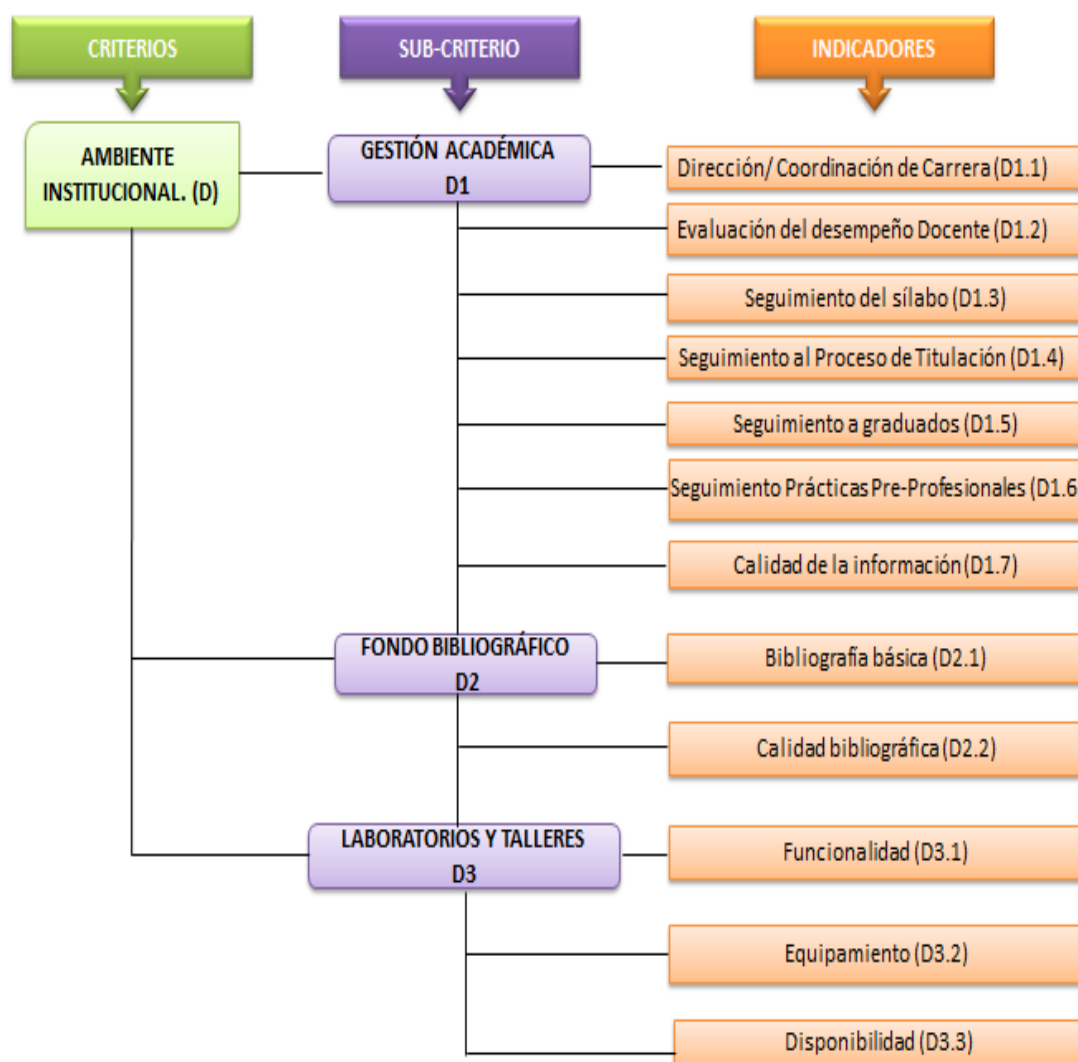 CRITERIOS
SUB-CRITERIO
INDICADORES
AMBIENTE
INSTITUCIONAL. (D)
GESTIÓN ACADÉMICA
D1
Dirección/ Coordinación de Carrera (D1.1)
Evaluación del desempeño Docente (D1.2)
Seguimiento del sílabo (D1.3)
Seguimiento al Proceso de Titulación (D1.4)
Seguimiento a graduados (D1.5)
Seguimiento Prácticas Pre-Profesionales (D1.6
Calidad de la información (D1.7)
FONDO BIBLIOGRÁFICO
D2
Bibliografía básica (D2.1)
Calidad bibliográfica (D2.2)
LABORATORIOS Y TALLERES
D3
Funcionalidad (D3.1)
Equipamiento (D3.2)
Disponibilidad (D3.3)